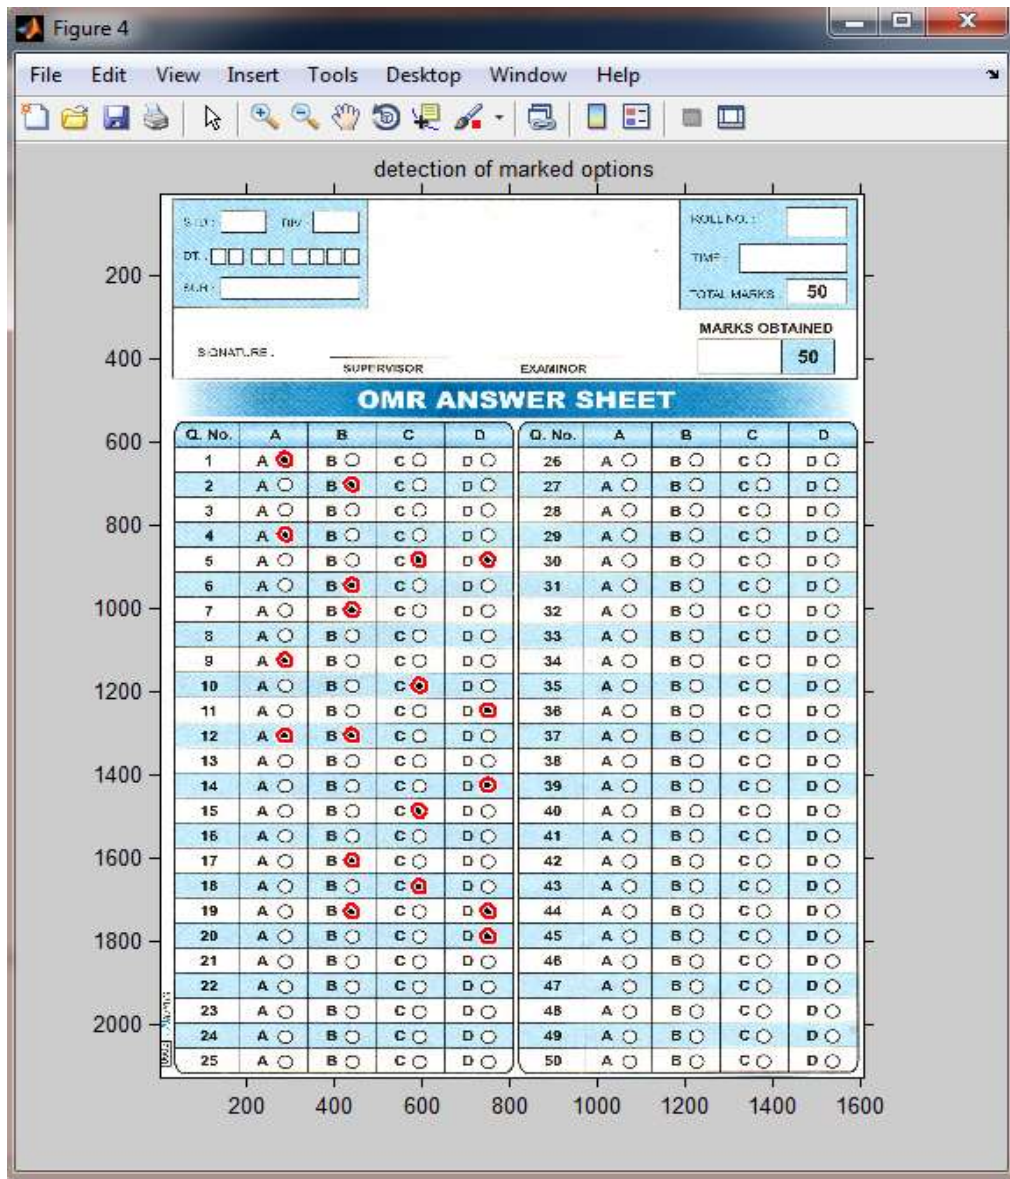 Figure 4
File Edit View Insert Tools Desktop Window Help
detection of marked options
STD : DIV : ROLL NO. :
DT. : TIME :
SUB : TOTAL MARKS 50
MARKS OBTAINED
SIGNATURE : 50
SUPERVISOR EXAMINOR
OMR ANSWER SHEET
Q. No. A B C D Q. No. A B C D
1 A B C D 26 A B C D
2 A B C D 27 A B C D
3 A B C D 28 A B C D
4 A B C D 29 A B C D
5 A B C D 30 A B C D
6 A B C D 31 A B C D
7 A B C D 32 A B C D
8 A B C D 33 A B C D
9 A B C D 34 A B C D
10 A B C D 35 A B C D
11 A B C D 36 A B C D
12 A B C D 37 A B C D
13 A B C D 38 A B C D
14 A B C D 39 A B C D
15 A B C D 40 A B C D
16 A B C D 41 A B C D
17 A B C D 42 A B C D
18 A B C D 43 A B C D
19 A B C D 44 A B C D
20 A B C D 45 A B C D
21 A B C D 46 A B C D
22 A B C D 47 A B C D
23 A B C D 48 A B C D
24 A B C D 49 A B C D
25 A B C D 50 A B C D
200
400
600
800
1000
1200
1400
1600
1800
2000
200 400 600 800 1000 1200 1400 1600